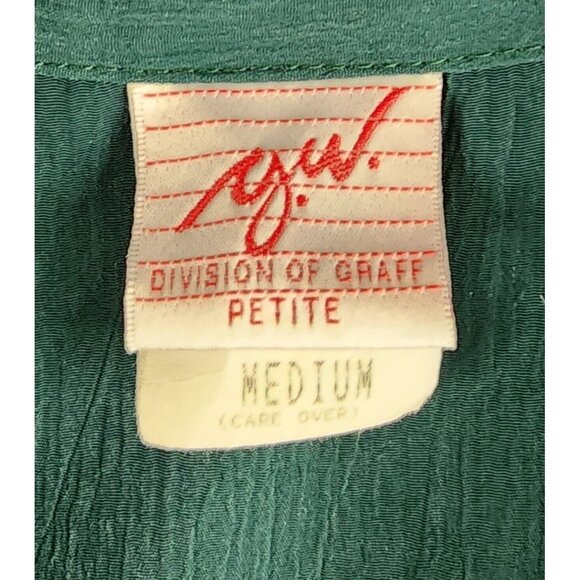 g.w.
DIVISION OF GRAFF
PETITE
MEDIUM
(CARE OVER)